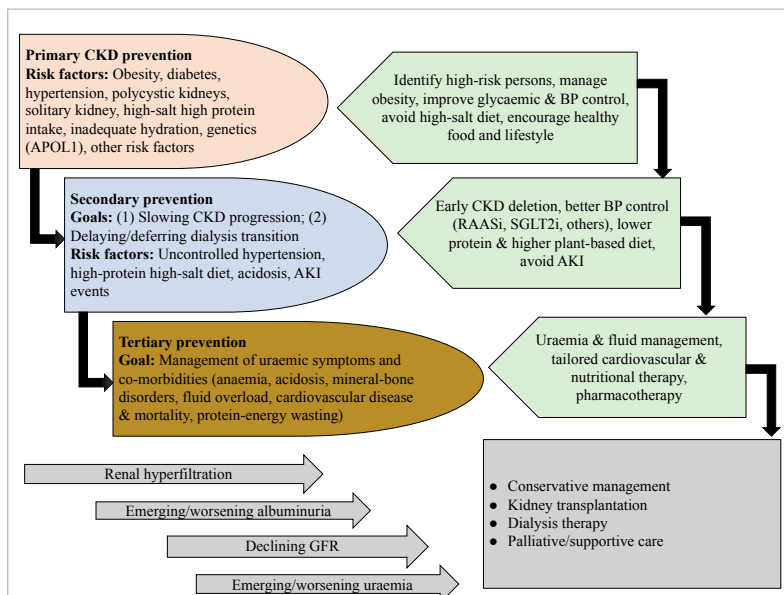 Primary CKD prevention
Risk factors: Obesity, diabetes,
hypertension, polycystic kidneys,
solitary kidney, high-salt high protein
intake, inadequate hydration, genetics
(APOL1), other risk factors
Identify high-risk persons, manage
obesity, improve glycaemic & BP control,
avoid high-salt diet, encourage healthy
food and lifestyle
Secondary prevention
Goals: (1) Slowing CKD progression; (2)
Delaying/deferring dialysis transition
Risk factors: Uncontrolled hypertension,
high-protein high-salt diet, acidosis, AKI
events
Early CKD deletion, better BP control
(RAASi, SGLT2i, others), lower
protein & higher plant-based diet,
avoid AKI
Tertiary prevention
Goal: Management of uraemic symptoms and
co-morbidities (anaemia, acidosis, mineral-bone
disorders, fluid overload, cardiovascular disease
& mortality, protein-energy wasting)
Uraemia & fluid management,
tailored cardiovascular &
nutritional therapy,
pharmacotherapy
Renal hyperfiltration
Emerging/worsening albuminuria
Declining GFR
Emerging/worsening uraemia
● Conservative management
● Kidney transplantation
● Dialysis therapy
● Palliative/supportive care